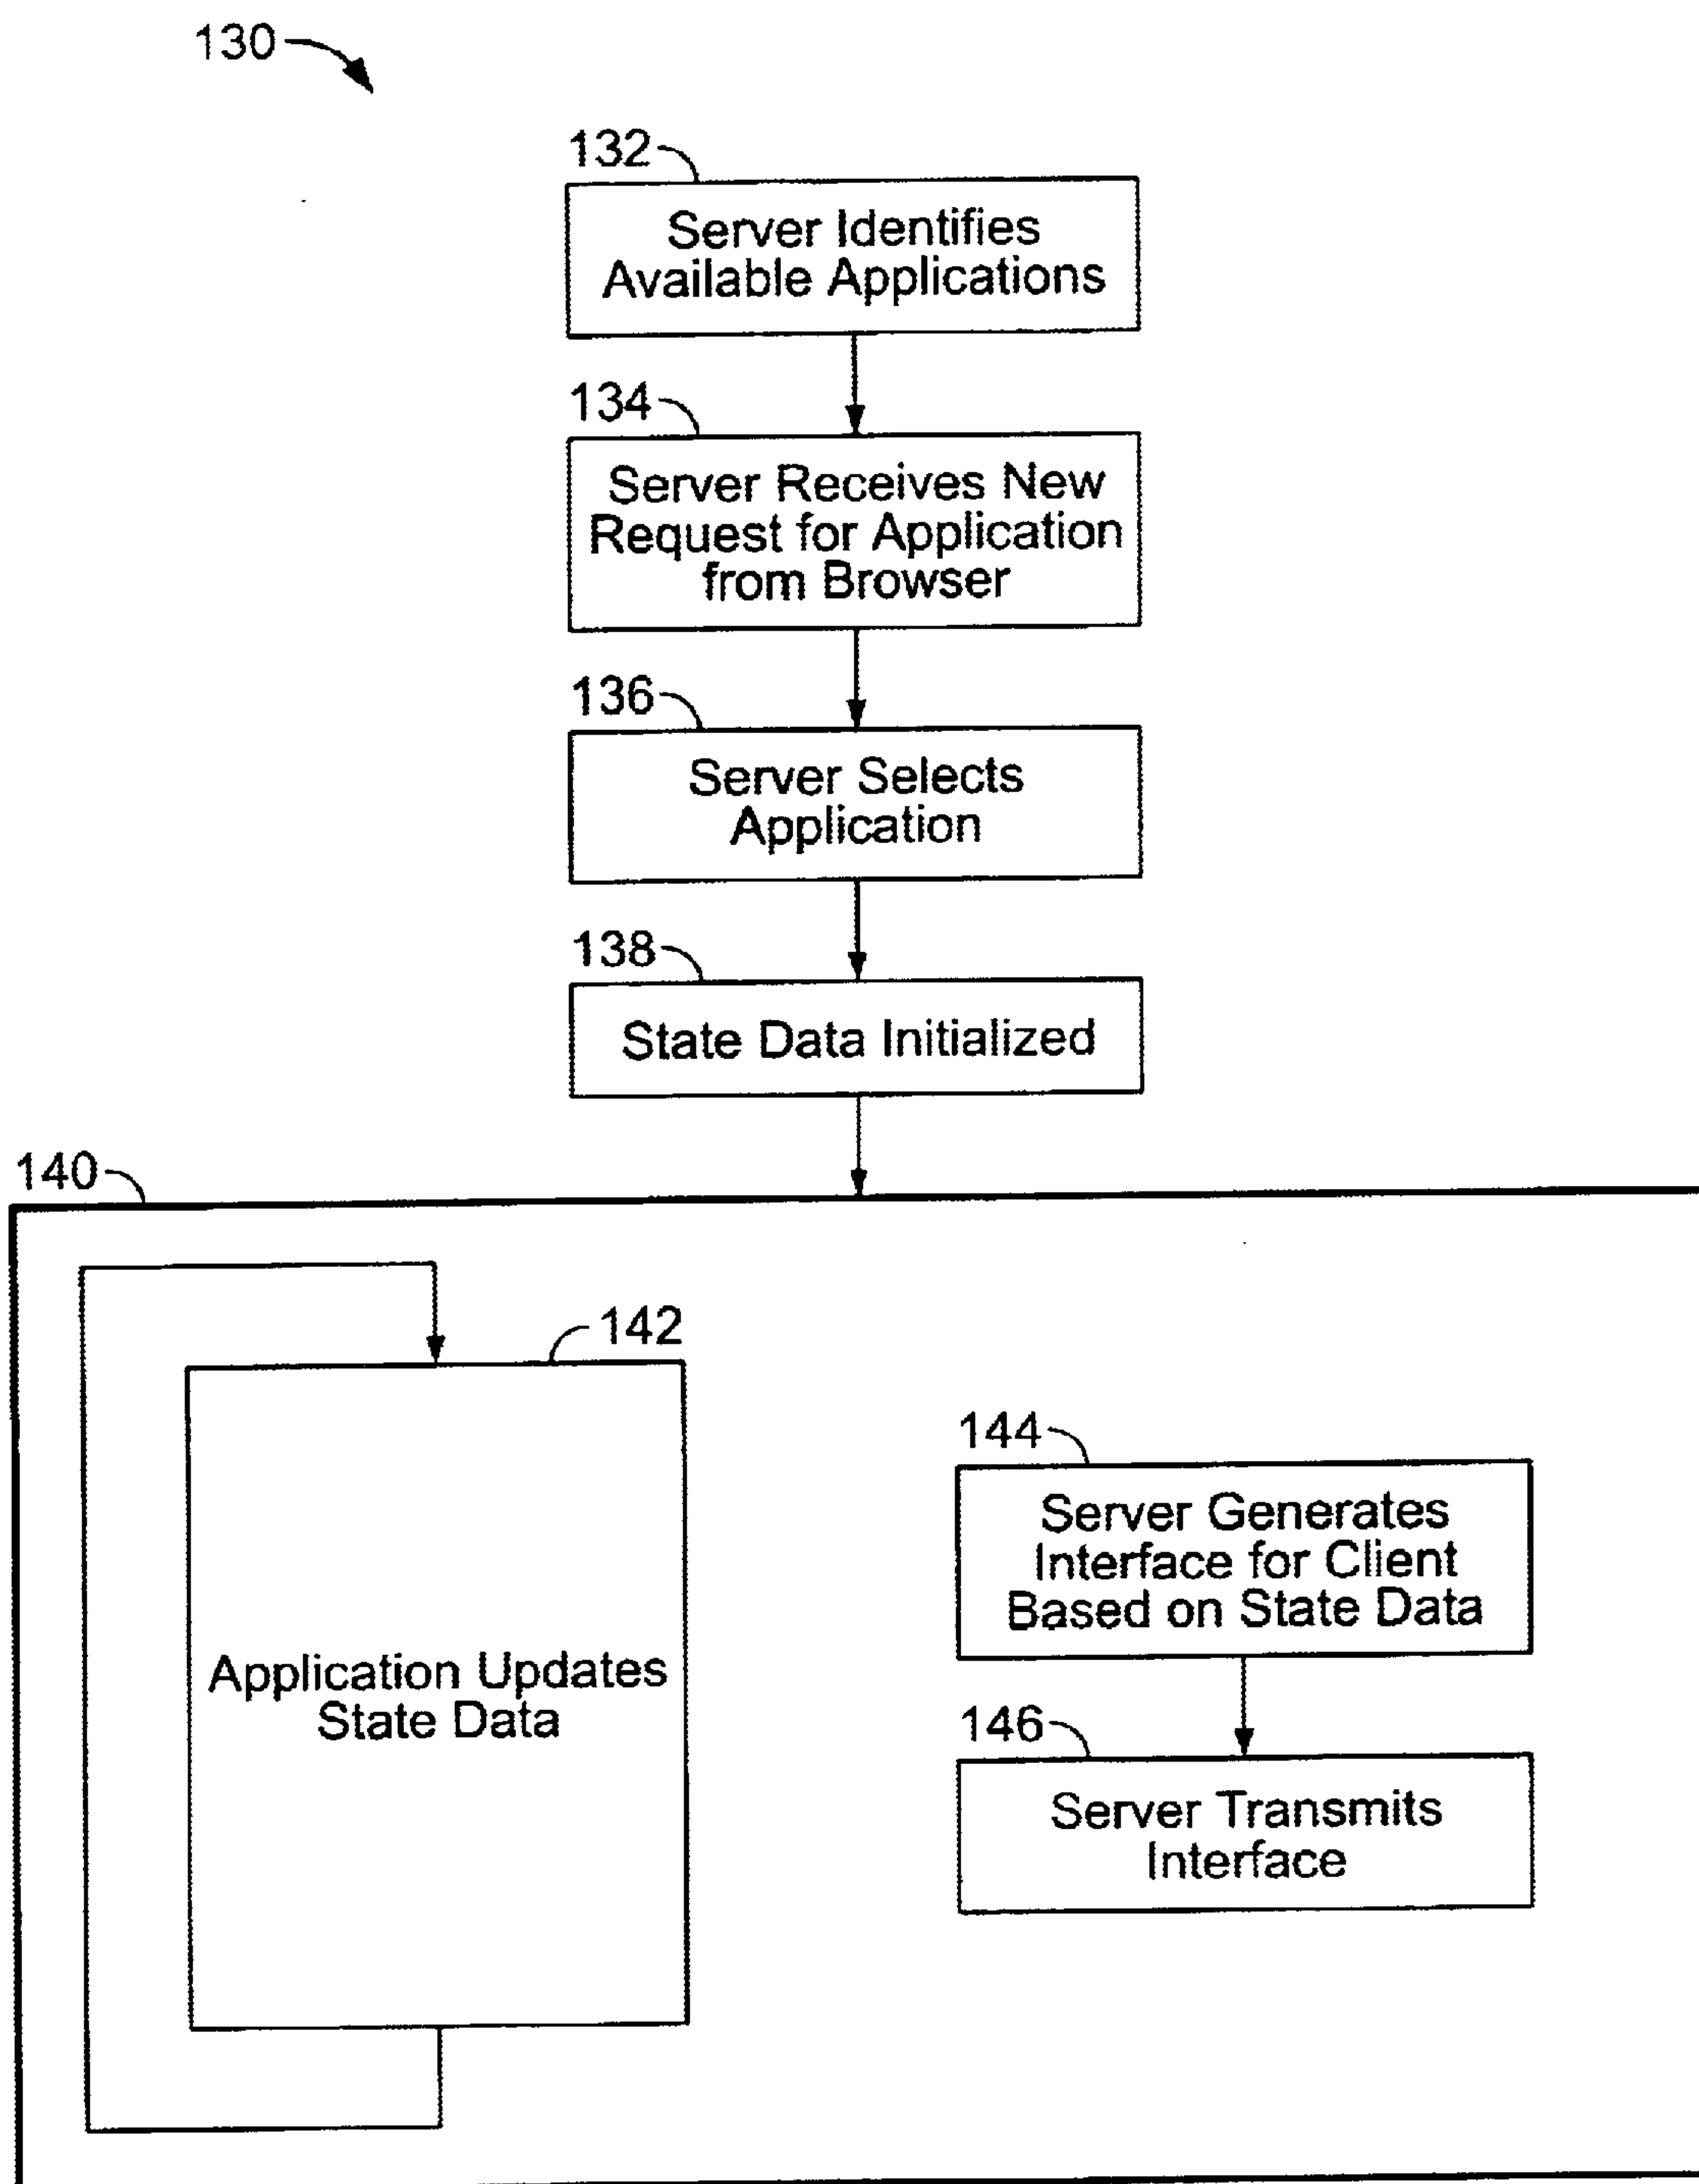 130
132
Server Identifies
Available Applications
134
Server Receives New
Request for Application
from Browser
136
Server Selects
Application
138
State Data Initialized
140
142
Application Updates
State Data
144
Server Generates
Interface for Client
Based on State Data
146
Server Transmits
Interface